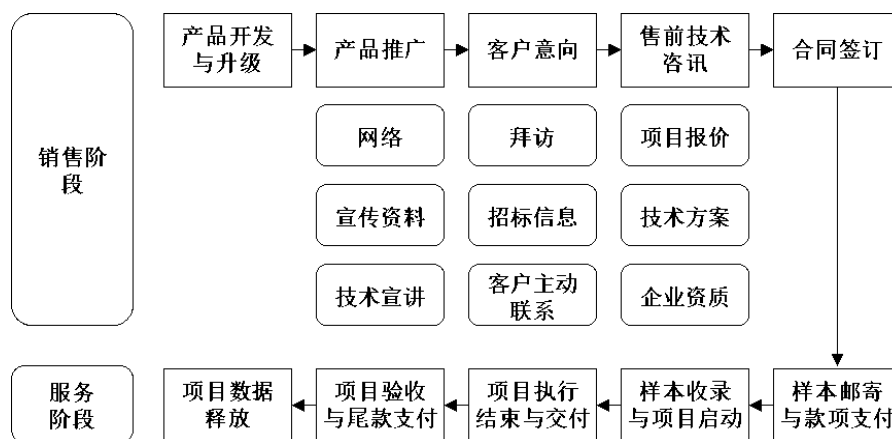 产品开发
与升级
产品推广
客户意向
售前技术
咨讯
合同签订
销售阶
段
网络
拜访
项目报价
宣传资料
招标信息
技术方案
技术宣讲
客户主动
联系
企业资质
服务
阶段
项目数据
释放
项目验收
与尾款支付
项目执行
结束与交付
样本收录
与项目启动
样本邮寄
与款项支付